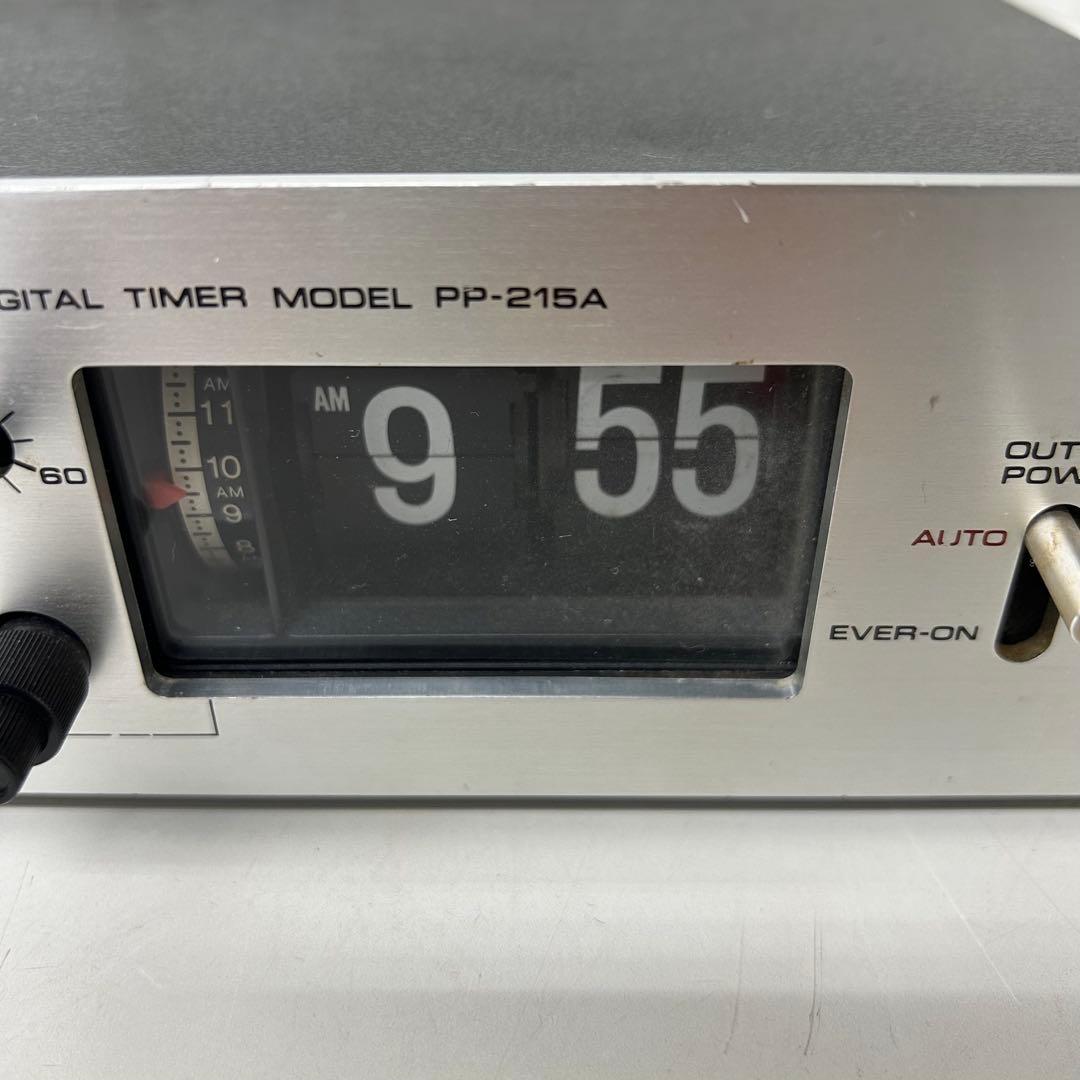 GITAL TIMER MODEL PP-215A
AM
11
10
AM
9
8
AM 9 55
60
OUT
POW
AUTO
EVER-ON